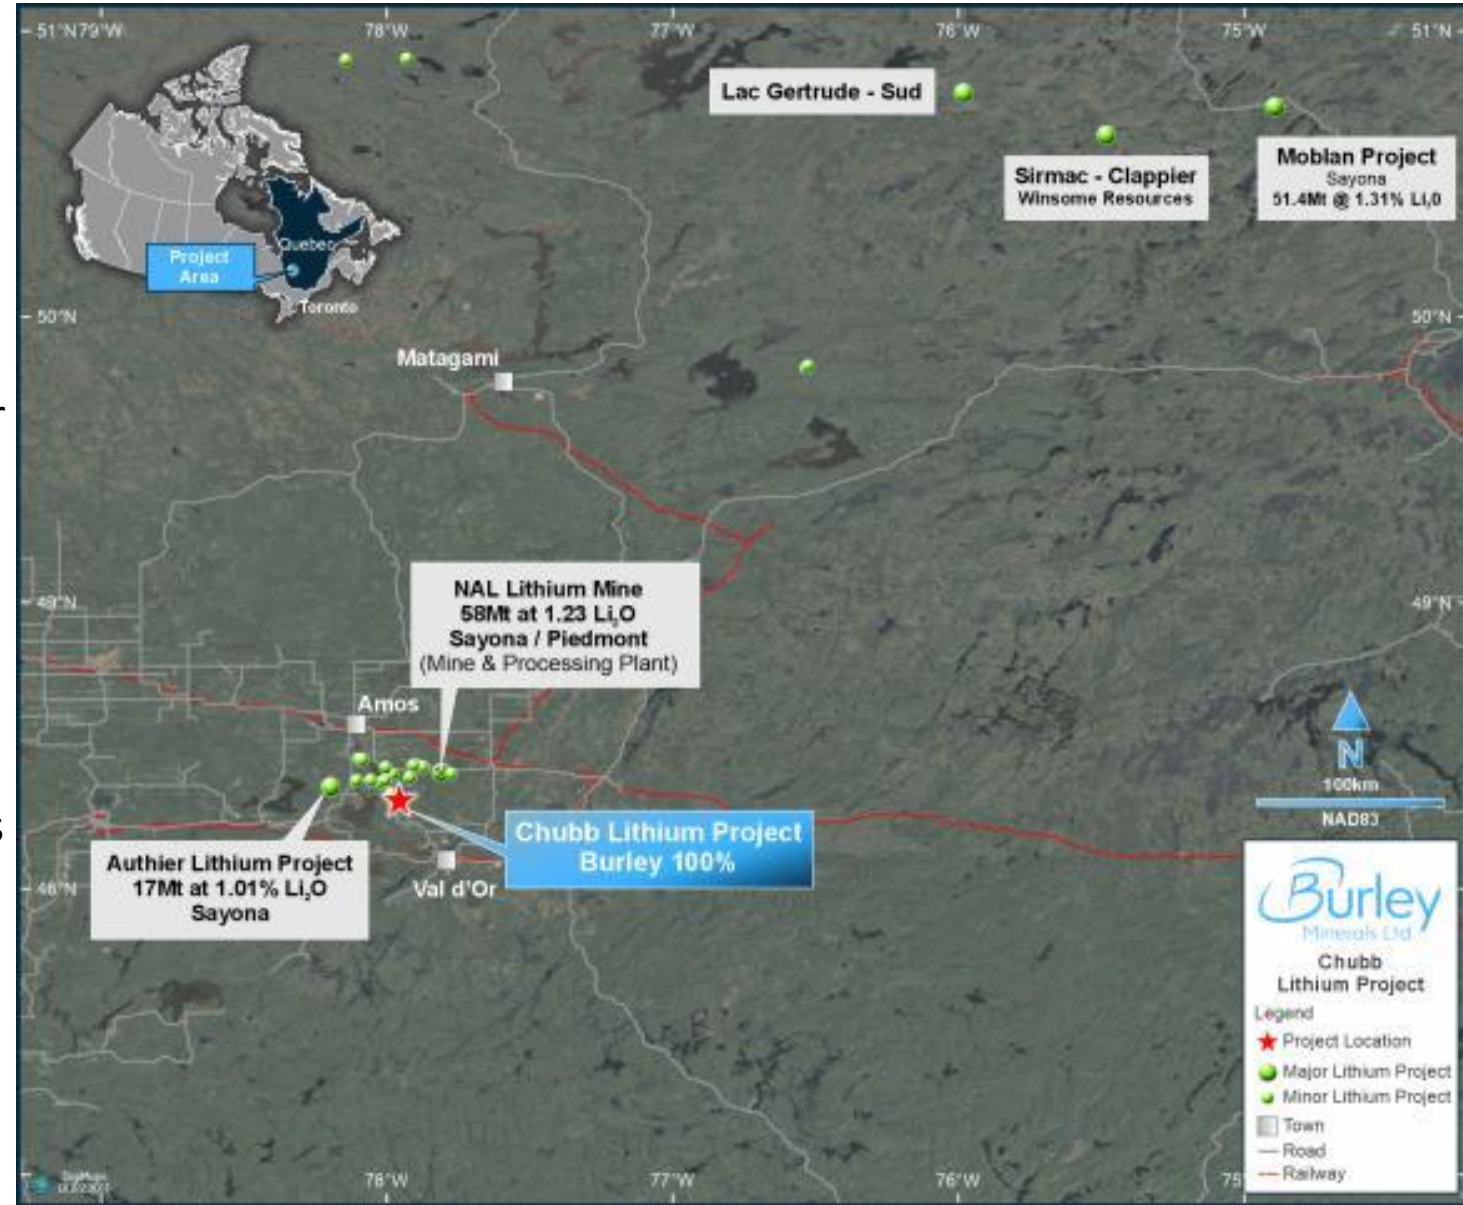 51°N 79°W 78°W 77°W 76°W 75°W 51°N
Lac Gertrude - Sud
Sirmac - Clappier
Winsome Resources
Moblan Project
Sayona
51.4Mt @ 1.31% Li₂0
Quebec
Project
Area
Toronto
50°N 50°N
Matagami
r
NAL Lithium Mine
58Mt at 1.23 Li₂O
Sayona / Piedmont
(Mine & Processing Plant)
49°N 49°N
Amos
N
100km
NAD83
s
Chubb Lithium Project
Burley 100%
Authier Lithium Project
17Mt at 1.01% Li₂O
Sayona
48°N
Val d'Or
Burley
Minerals Ltd
Chubb
Lithium Project
Legend
Project Location
Major Lithium Project
Minor Lithium Project
Town
Road
Railway
78°W 77°W 76°W 75°